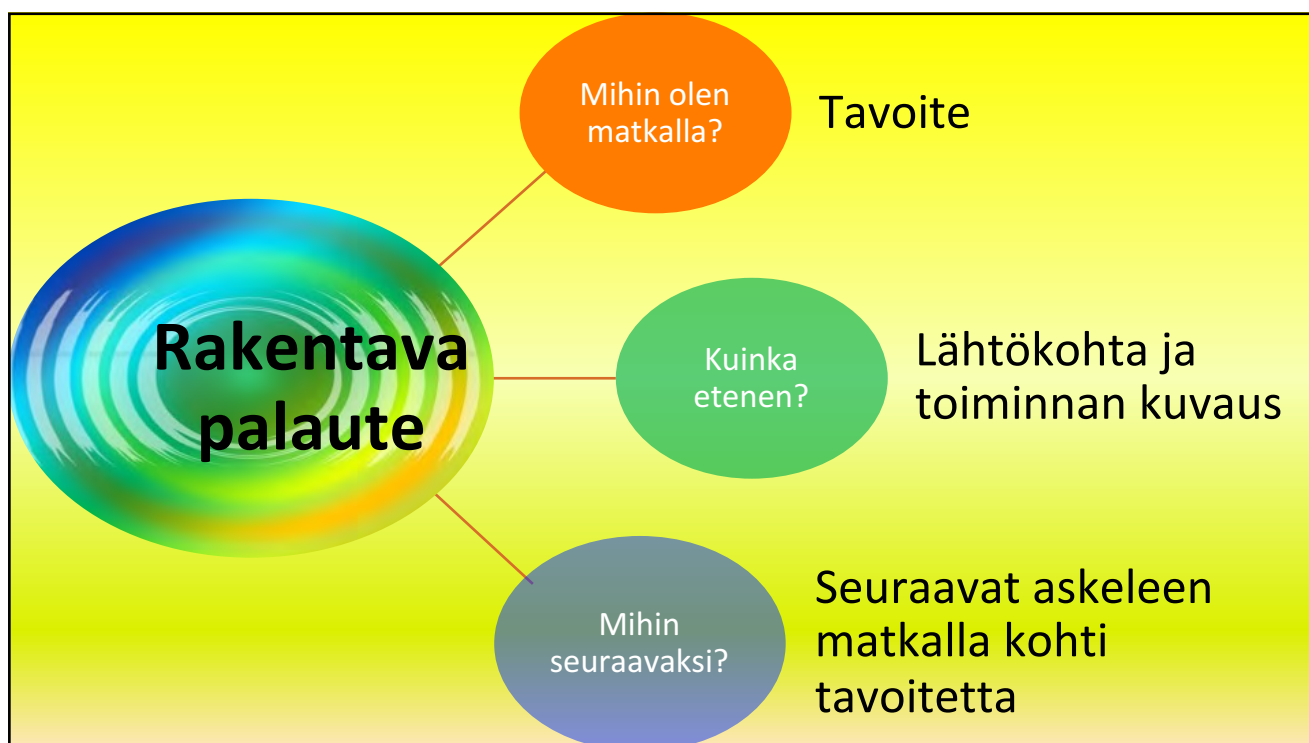 Mihin olen
matkalla?
Tavoite
Rakentava
palaute
Kuinka
etenen?
Lähtökohta ja
toiminnan kuvaus
Mihin
seuraavaksi?
Seuraavat askeleen
matkalla kohti
tavoitetta